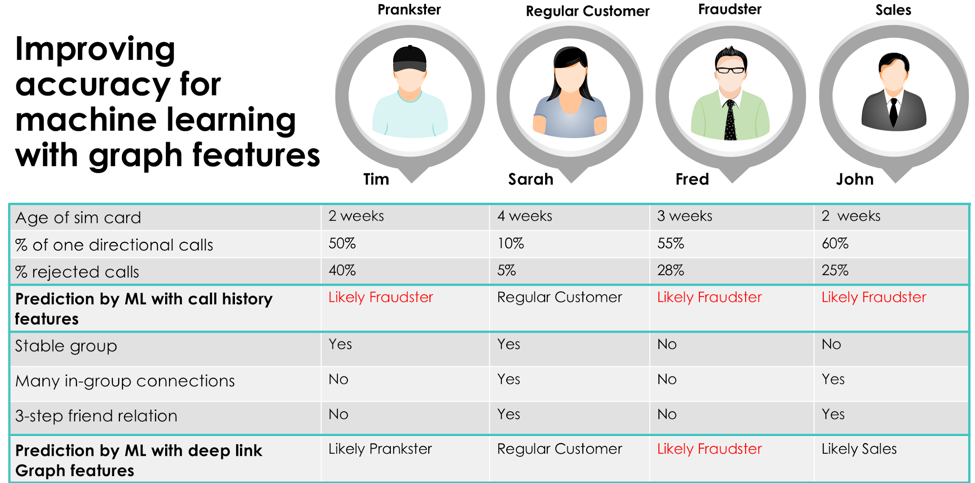 Improving
accuracy for
machine learning
with graph features
Prankster
Regular Customer
Fraudster
Sales
Tim
Sarah
Fred
John
Age of sim card 2 weeks 4 weeks 3 weeks 2 weeks
% of one directional calls 50% 10% 55% 60%
% rejected calls 40% 5% 28% 25%
Prediction by ML with call history Likely Fraudster Regular Customer Likely Fraudster Likely Fraudster
features
Stable group Yes Yes No No
Many in-group connections No Yes No Yes
3-step friend relation No Yes No Yes
Prediction by ML with deep link Likely Prankster Regular Customer Likely Fraudster Likely Sales
Graph features